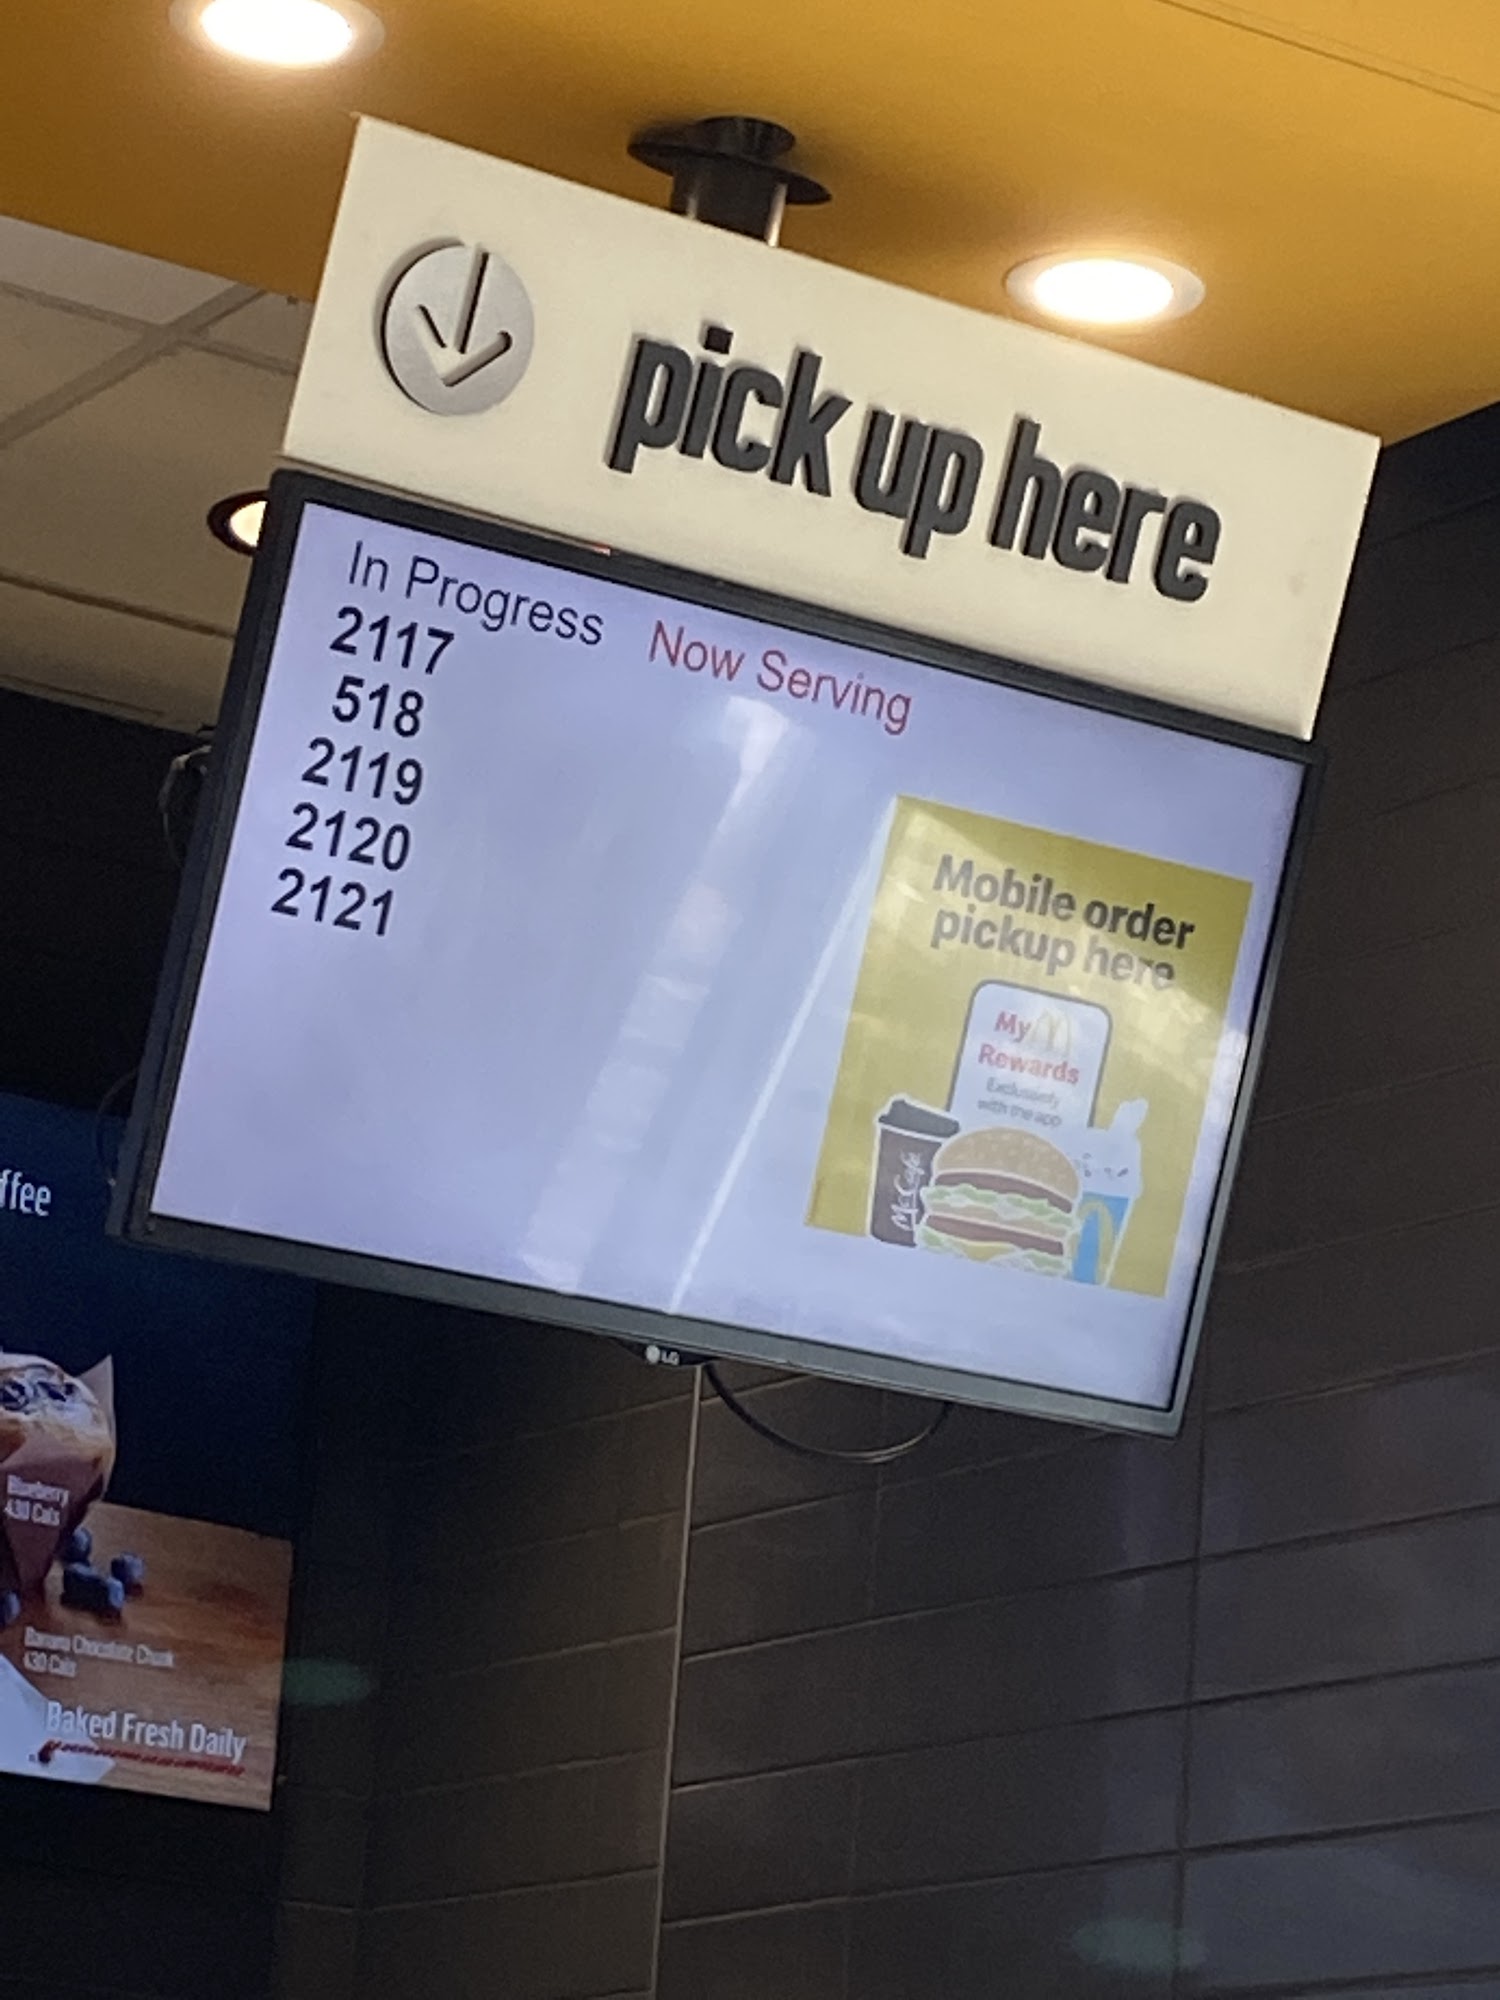 pick up here
In Progress
Now Serving
2117
518
2119
2120
2121
Mobile order
pickup here
My
Rewards
Exclusively
with the app
McCafé
LG
ffee
Blueberry
430 Cals
Banana Chocolate Chunk
430 Cals
Baked Fresh Daily